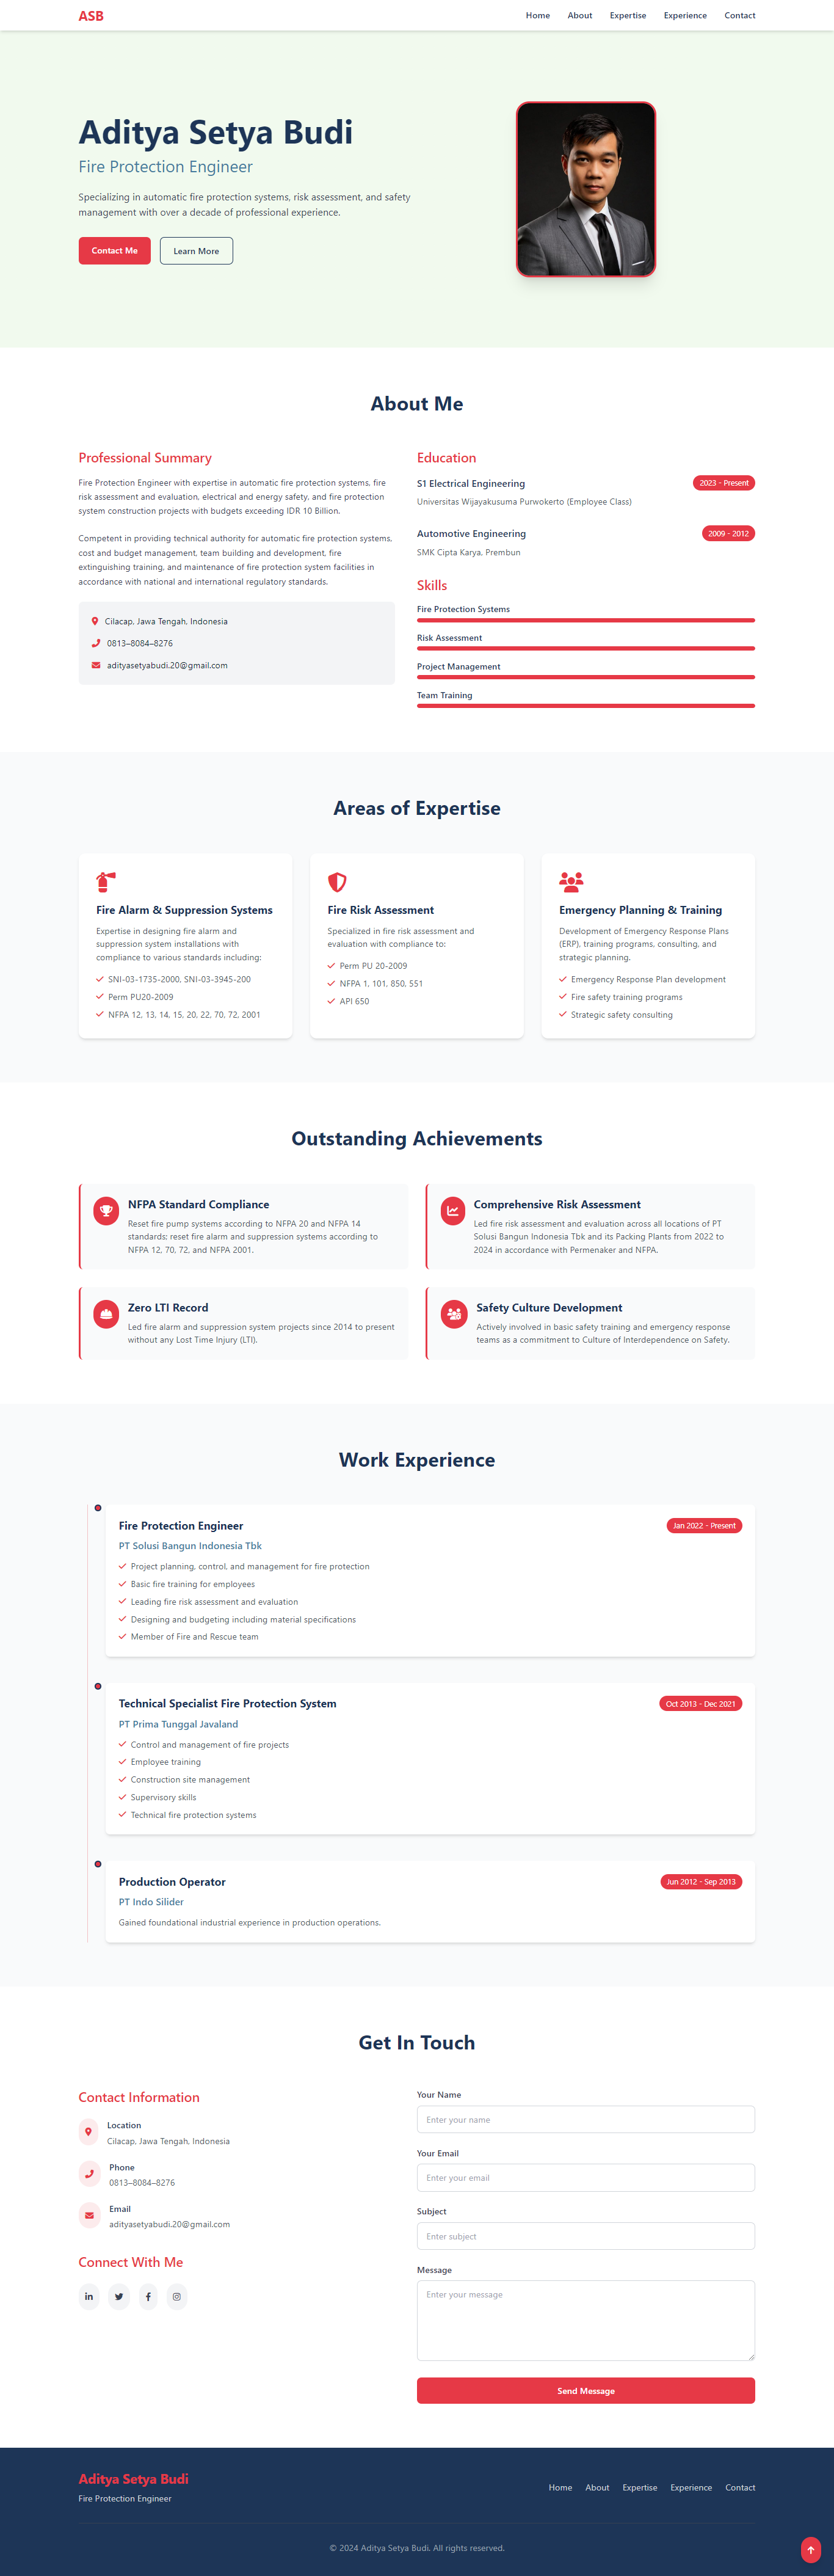 ASB
Home
About
Expertise
Experience
Contact
Aditya Setya Budi
Fire Protection Engineer
Specializing in automatic fire protection systems, risk assessment, and safety
management with over a decade of professional experience.
Contact Me
Learn More
About Me
Professional Summary
Fire Protection Engineer with expertise in automatic fire protection systems, fire
risk assessment and evaluation, electrical and energy safety, and fire protection
system construction projects with budgets exceeding IDR 10 Billion.
Competent in providing technical authority for automatic fire protection systems,
cost and budget management, team building and development, fire
extinguishing training, and maintenance of fire protection system facilities in
accordance with national and international regulatory standards.
Cilacap, Jawa Tengah, Indonesia
0813–8084–8276
adityasetyabudi.20@gmail.com
Education
S1 Electrical Engineering
2023 - Present
Universitas Wijayakusuma Purwokerto (Employee Class)
Automotive Engineering
2009 - 2012
SMK Cipta Karya, Prembun
Skills
Fire Protection Systems
Risk Assessment
Project Management
Team Training
Areas of Expertise
Fire Alarm & Suppression Systems
Expertise in designing fire alarm and
suppression system installations with
compliance to various standards including:
SNI-03-1735-2000, SNI-03-3945-200
Perm PU20-2009
NFPA 12, 13, 14, 15, 20, 22, 70, 72, 2001
Fire Risk Assessment
Specialized in fire risk assessment and
evaluation with compliance to:
Perm PU 20-2009
NFPA 1, 101, 850, 551
API 650
Emergency Planning & Training
Development of Emergency Response Plans
(ERP), training programs, consulting, and
strategic planning.
Emergency Response Plan development
Fire safety training programs
Strategic safety consulting
Outstanding Achievements
NFPA Standard Compliance
Reset fire pump systems according to NFPA 20 and NFPA 14
standards; reset fire alarm and suppression systems according to
NFPA 12, 70, 72, and NFPA 2001.
Comprehensive Risk Assessment
Led fire risk assessment and evaluation across all locations of PT
Solusi Bangun Indonesia Tbk and its Packing Plants from 2022 to
2024 in accordance with Permenaker and NFPA.
Zero LTI Record
Led fire alarm and suppression system projects since 2014 to present
without any Lost Time Injury (LTI).
Safety Culture Development
Actively involved in basic safety training and emergency response
teams as a commitment to Culture of Interdependence on Safety.
Work Experience
Fire Protection Engineer
Jan 2022 - Present
PT Solusi Bangun Indonesia Tbk
Project planning, control, and management for fire protection
Basic fire training for employees
Leading fire risk assessment and evaluation
Designing and budgeting including material specifications
Member of Fire and Rescue team
Technical Specialist Fire Protection System
Oct 2013 - Dec 2021
PT Prima Tunggal Javaland
Control and management of fire projects
Employee training
Construction site management
Supervisory skills
Technical fire protection systems
Production Operator
Jun 2012 - Sep 2013
PT Indo Silider
Gained foundational industrial experience in production operations.
Get In Touch
Contact Information
Location
Cilacap, Jawa Tengah, Indonesia
Phone
0813–8084–8276
Email
adityasetyabudi.20@gmail.com
Connect With Me
Your Name
Enter your name
Your Email
Enter your email
Subject
Enter subject
Message
Enter your message
Send Message
Aditya Setya Budi
Fire Protection Engineer
Home
About
Expertise
Experience
Contact
© 2024 Aditya Setya Budi. All rights reserved.